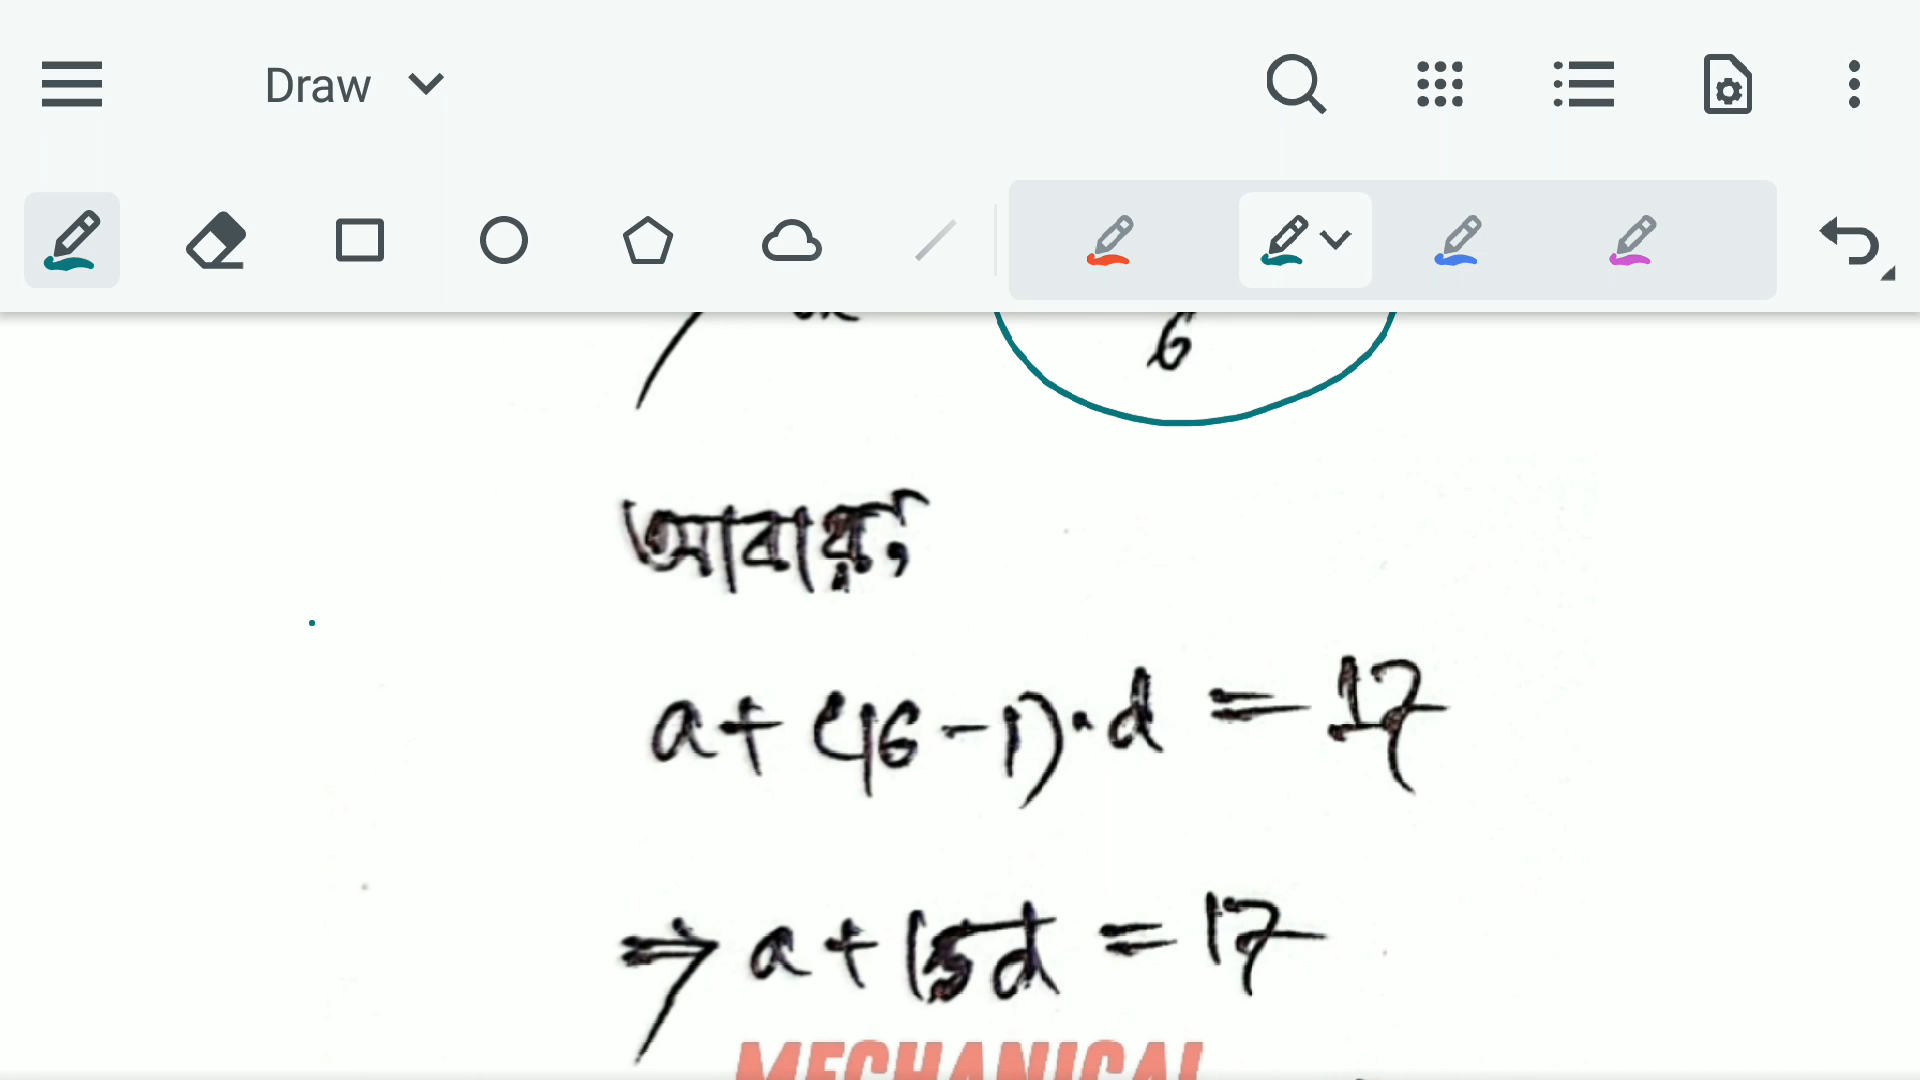 Draw
6
আবার,
a + (16 - 1) · d = 17
⇒ a + 15d = 17
MECHANICAL